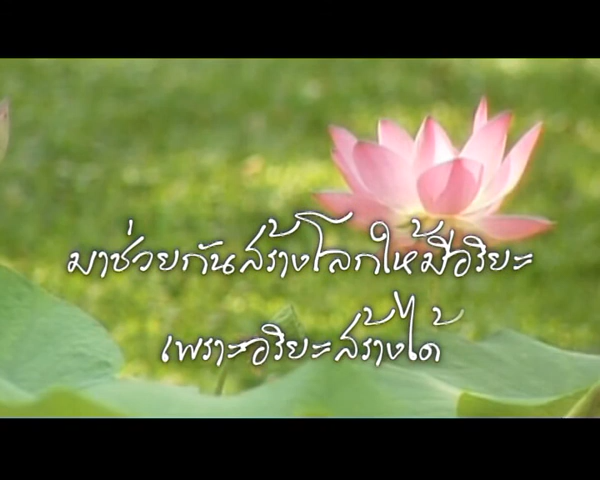 มาช่วยกันสร้างโลกให้มีอริยะ
เพราะอริยะสร้างได้